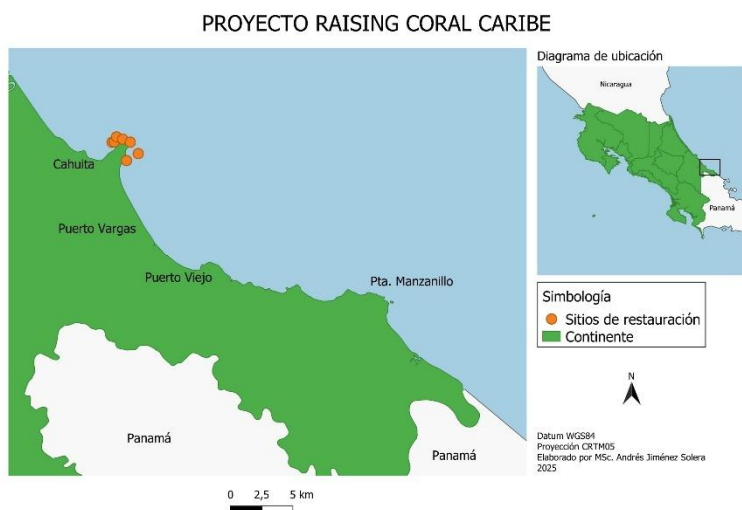 PROYECTO RAISING CORAL CARIBE
Diagrama de ubicación
Nicaragua
Panamá
Cahuita
Puerto Vargas
Puerto Viejo
Pta. Manzanillo
Panamá
Panamá
Simbología
Sitios de restauración
Continente
N
Datum WGS84
Proyección CRTM05
Elaborado por MSc. Andrés Jiménez Solera
2025
0 2,5 5 km